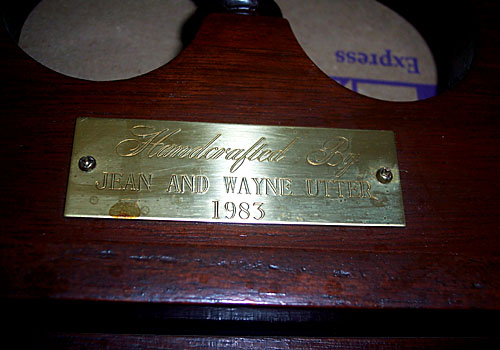 Express
Handcrafted By
JEAN AND WAYNE UTTER
1983